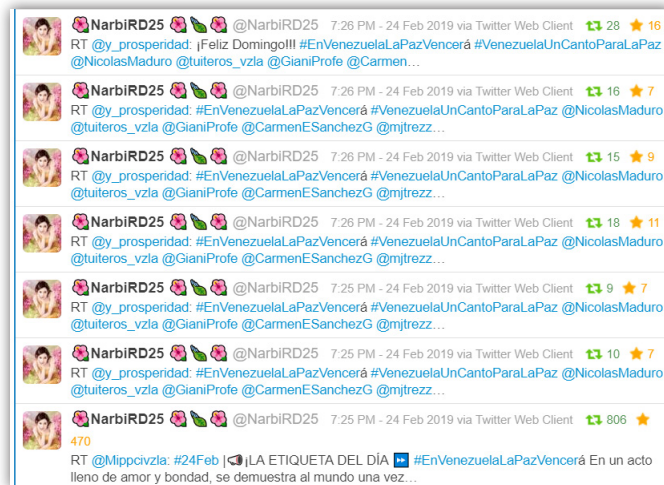 🌺NarbiRD25 🌺🍃🌺 @NarbiRD25 7:26 PM - 24 Feb 2019 via Twitter Web Client 28 16
RT @y_prosperidad: ¡Feliz Domingo!!! #EnVenezuelaLaPazVencerá #VenezuelaUnCantoParaLaPaz
@NicolasMaduro @tuiteros_vzla @GianiProfe @Carmen…
🌺NarbiRD25 🌺🍃🌺 @NarbiRD25 7:26 PM - 24 Feb 2019 via Twitter Web Client 16 7
RT @y_prosperidad: #EnVenezuelaLaPazVencerá #VenezuelaUnCantoParaLaPaz @NicolasMaduro
@tuiteros_vzla @GianiProfe @CarmenESanchezG @mjtrezz…
🌺NarbiRD25 🌺🍃🌺 @NarbiRD25 7:26 PM - 24 Feb 2019 via Twitter Web Client 15 9
RT @y_prosperidad: #EnVenezuelaLaPazVencerá #VenezuelaUnCantoParaLaPaz @NicolasMaduro
@tuiteros_vzla @GianiProfe @CarmenESanchezG @mjtrezz…
🌺NarbiRD25 🌺🍃🌺 @NarbiRD25 7:26 PM - 24 Feb 2019 via Twitter Web Client 18 11
RT @y_prosperidad: #EnVenezuelaLaPazVencerá #VenezuelaUnCantoParaLaPaz @NicolasMaduro
@tuiteros_vzla @GianiProfe @CarmenESanchezG @mjtrezz…
🌺NarbiRD25 🌺🍃🌺 @NarbiRD25 7:26 PM - 24 Feb 2019 via Twitter Web Client 9 7
RT @y_prosperidad: #EnVenezuelaLaPazVencerá #VenezuelaUnCantoParaLaPaz @NicolasMaduro
@tuiteros_vzla @GianiProfe @CarmenESanchezG @mjtrezz…
🌺NarbiRD25 🌺🍃🌺 @NarbiRD25 7:25 PM - 24 Feb 2019 via Twitter Web Client 10 7
RT @y_prosperidad: #EnVenezuelaLaPazVencerá #VenezuelaUnCantoParaLaPaz @NicolasMaduro
@tuiteros_vzla @GianiProfe @CarmenESanchezG @mjtrezz…
🌺NarbiRD25 🌺🍃🌺 @NarbiRD25 7:25 PM - 24 Feb 2019 via Twitter Web Client 806
470
RT @Mippcivzla: #24Feb |📢¡LA ETIQUETA DEL DÍA ⏩ #EnVenezuelaLaPazVencerá En un acto
lleno de amor y bondad, se demuestra al mundo una vez…